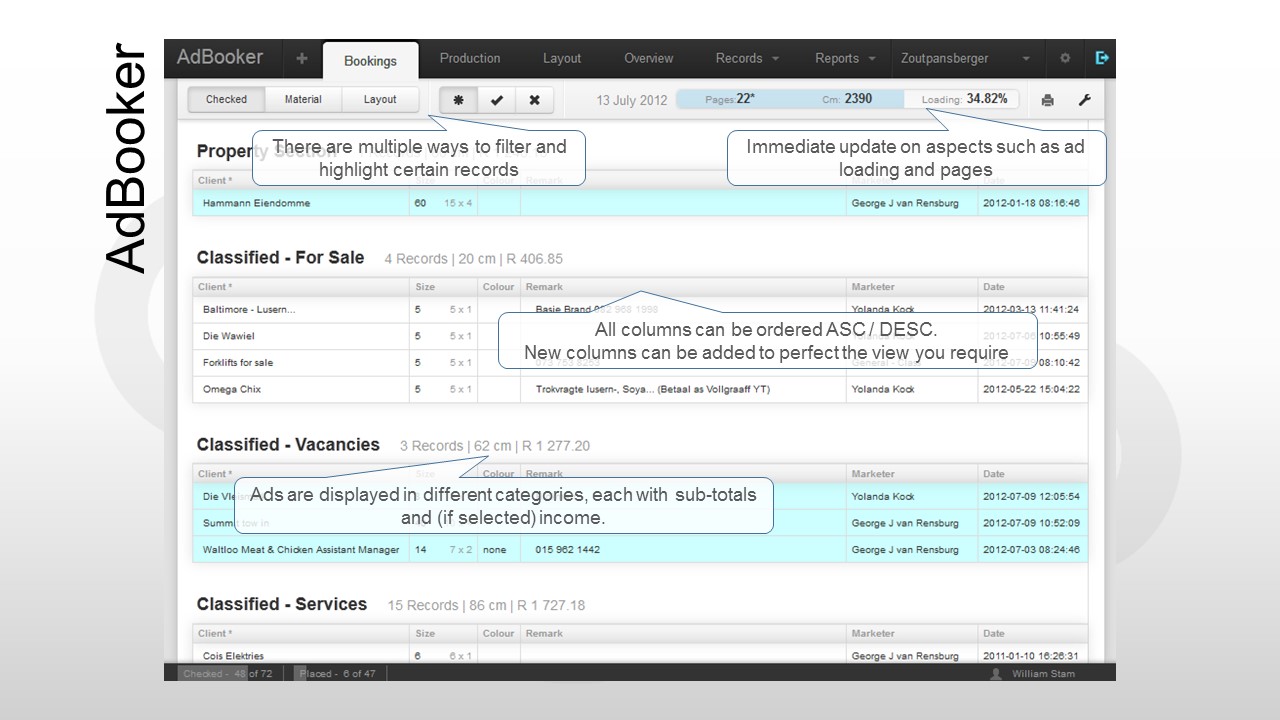 AdBooker
AdBooker Bookings Production Layout Overview Records Reports Zoutpansberger
Checked Material Layout 13 July 2012 Pages: 22* Cm: 2390 Loading: 34.82%
There are multiple ways to filter and
highlight certain records
Immediate update on aspects such as ad
loading and pages
Property Section
Client * Size Colour Remark Marketer Date
Hammann Eiendomme 60 15 x 4 George J van Rensburg 2012-01-18 08:16:46
Classified - For Sale 4 Records | 20 cm | R 406.85
Client * Size Colour Remark Marketer Date
Baltimore - Lusern... 5 5 x 1 Basie Brand 082 968 1998 Yolanda Kock 2012-03-13 11:41:24
All columns can be ordered ASC / DESC.
New columns can be added to perfect the view you require
Die Wawiel 5 5 x 1 10:55:49
Forklifts for sale 5 5 x 1 08:10:42
Omega Chix 5 5 x 1 Trokvragte lusern-, Soya... (Betaal as Vollgraaff YT) Yolanda Kock 2012-05-22 15:04:22
Classified - Vacancies 3 Records | 62 cm | R 1 277.20
Client * Size Colour Remark Marketer Date
Ads are displayed in different categories, each with sub-totals
and (if selected) income.
Die Yolanda Kock 2012-07-09 12:05:54
Summit tow in George J van Rensburg 2012-07-09 10:52:09
Waltloo Meat & Chicken Assistant Manager 14 7 x 2 none 015 962 1442 George J van Rensburg 2012-07-03 08:24:46
Classified - Services 15 Records | 86 cm | R 1 727.18
Client * Size Colour Remark Marketer Date
Cois Elektries 6 6 x 1 George J van Rensburg 2011-01-10 16:26:31
Checked - 48 of 72 Placed - 6 of 47 William Stam